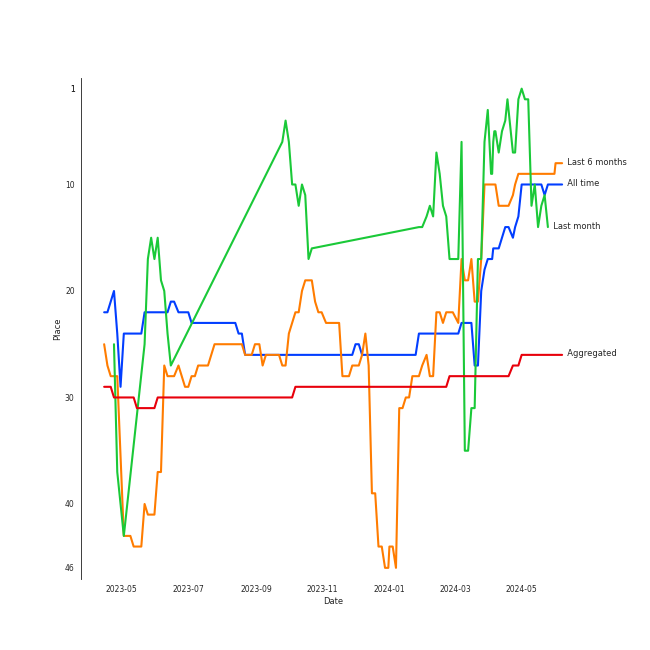 1
10
20
30
40
46
Place
2023-05 2023-07 2023-09 2023-11 2024-01 2024-03 2024-05
Date
Last 6 months
All time
Last month
Aggregated